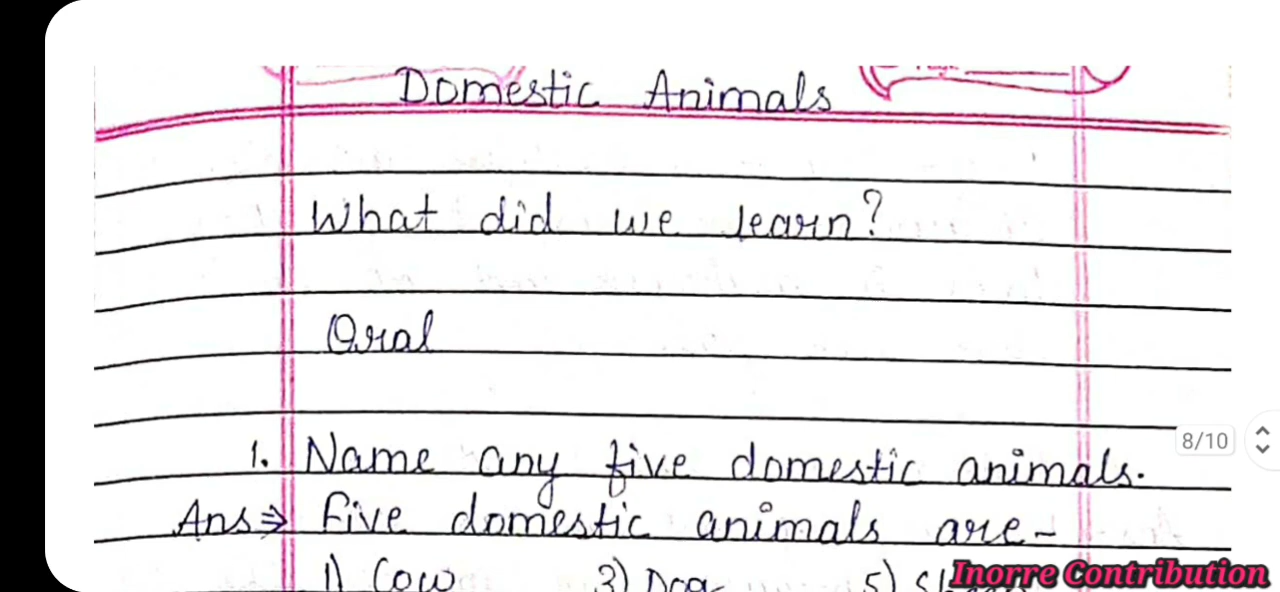 Domestic Animals
What did we learn?
Oral
1. Name any five domestic animals.
Ans⇒ Five domestic animals are-
1) Cow 3) Dog 5)
8/10
Inorre Contribution